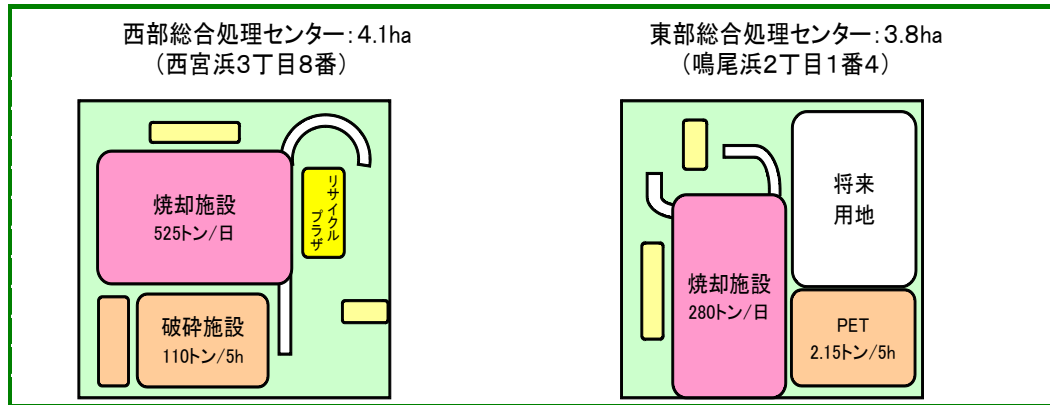 西部総合処理センター：4.1ha
（西宮浜3丁目8番）
焼却施設
525トン/日
リサイクル
プラザ
破砕施設
110トン/5h
東部総合処理センター：3.8ha
（鳴尾浜2丁目1番4）
将来
用地
焼却施設
280トン/日
PET
2.15トン/5h